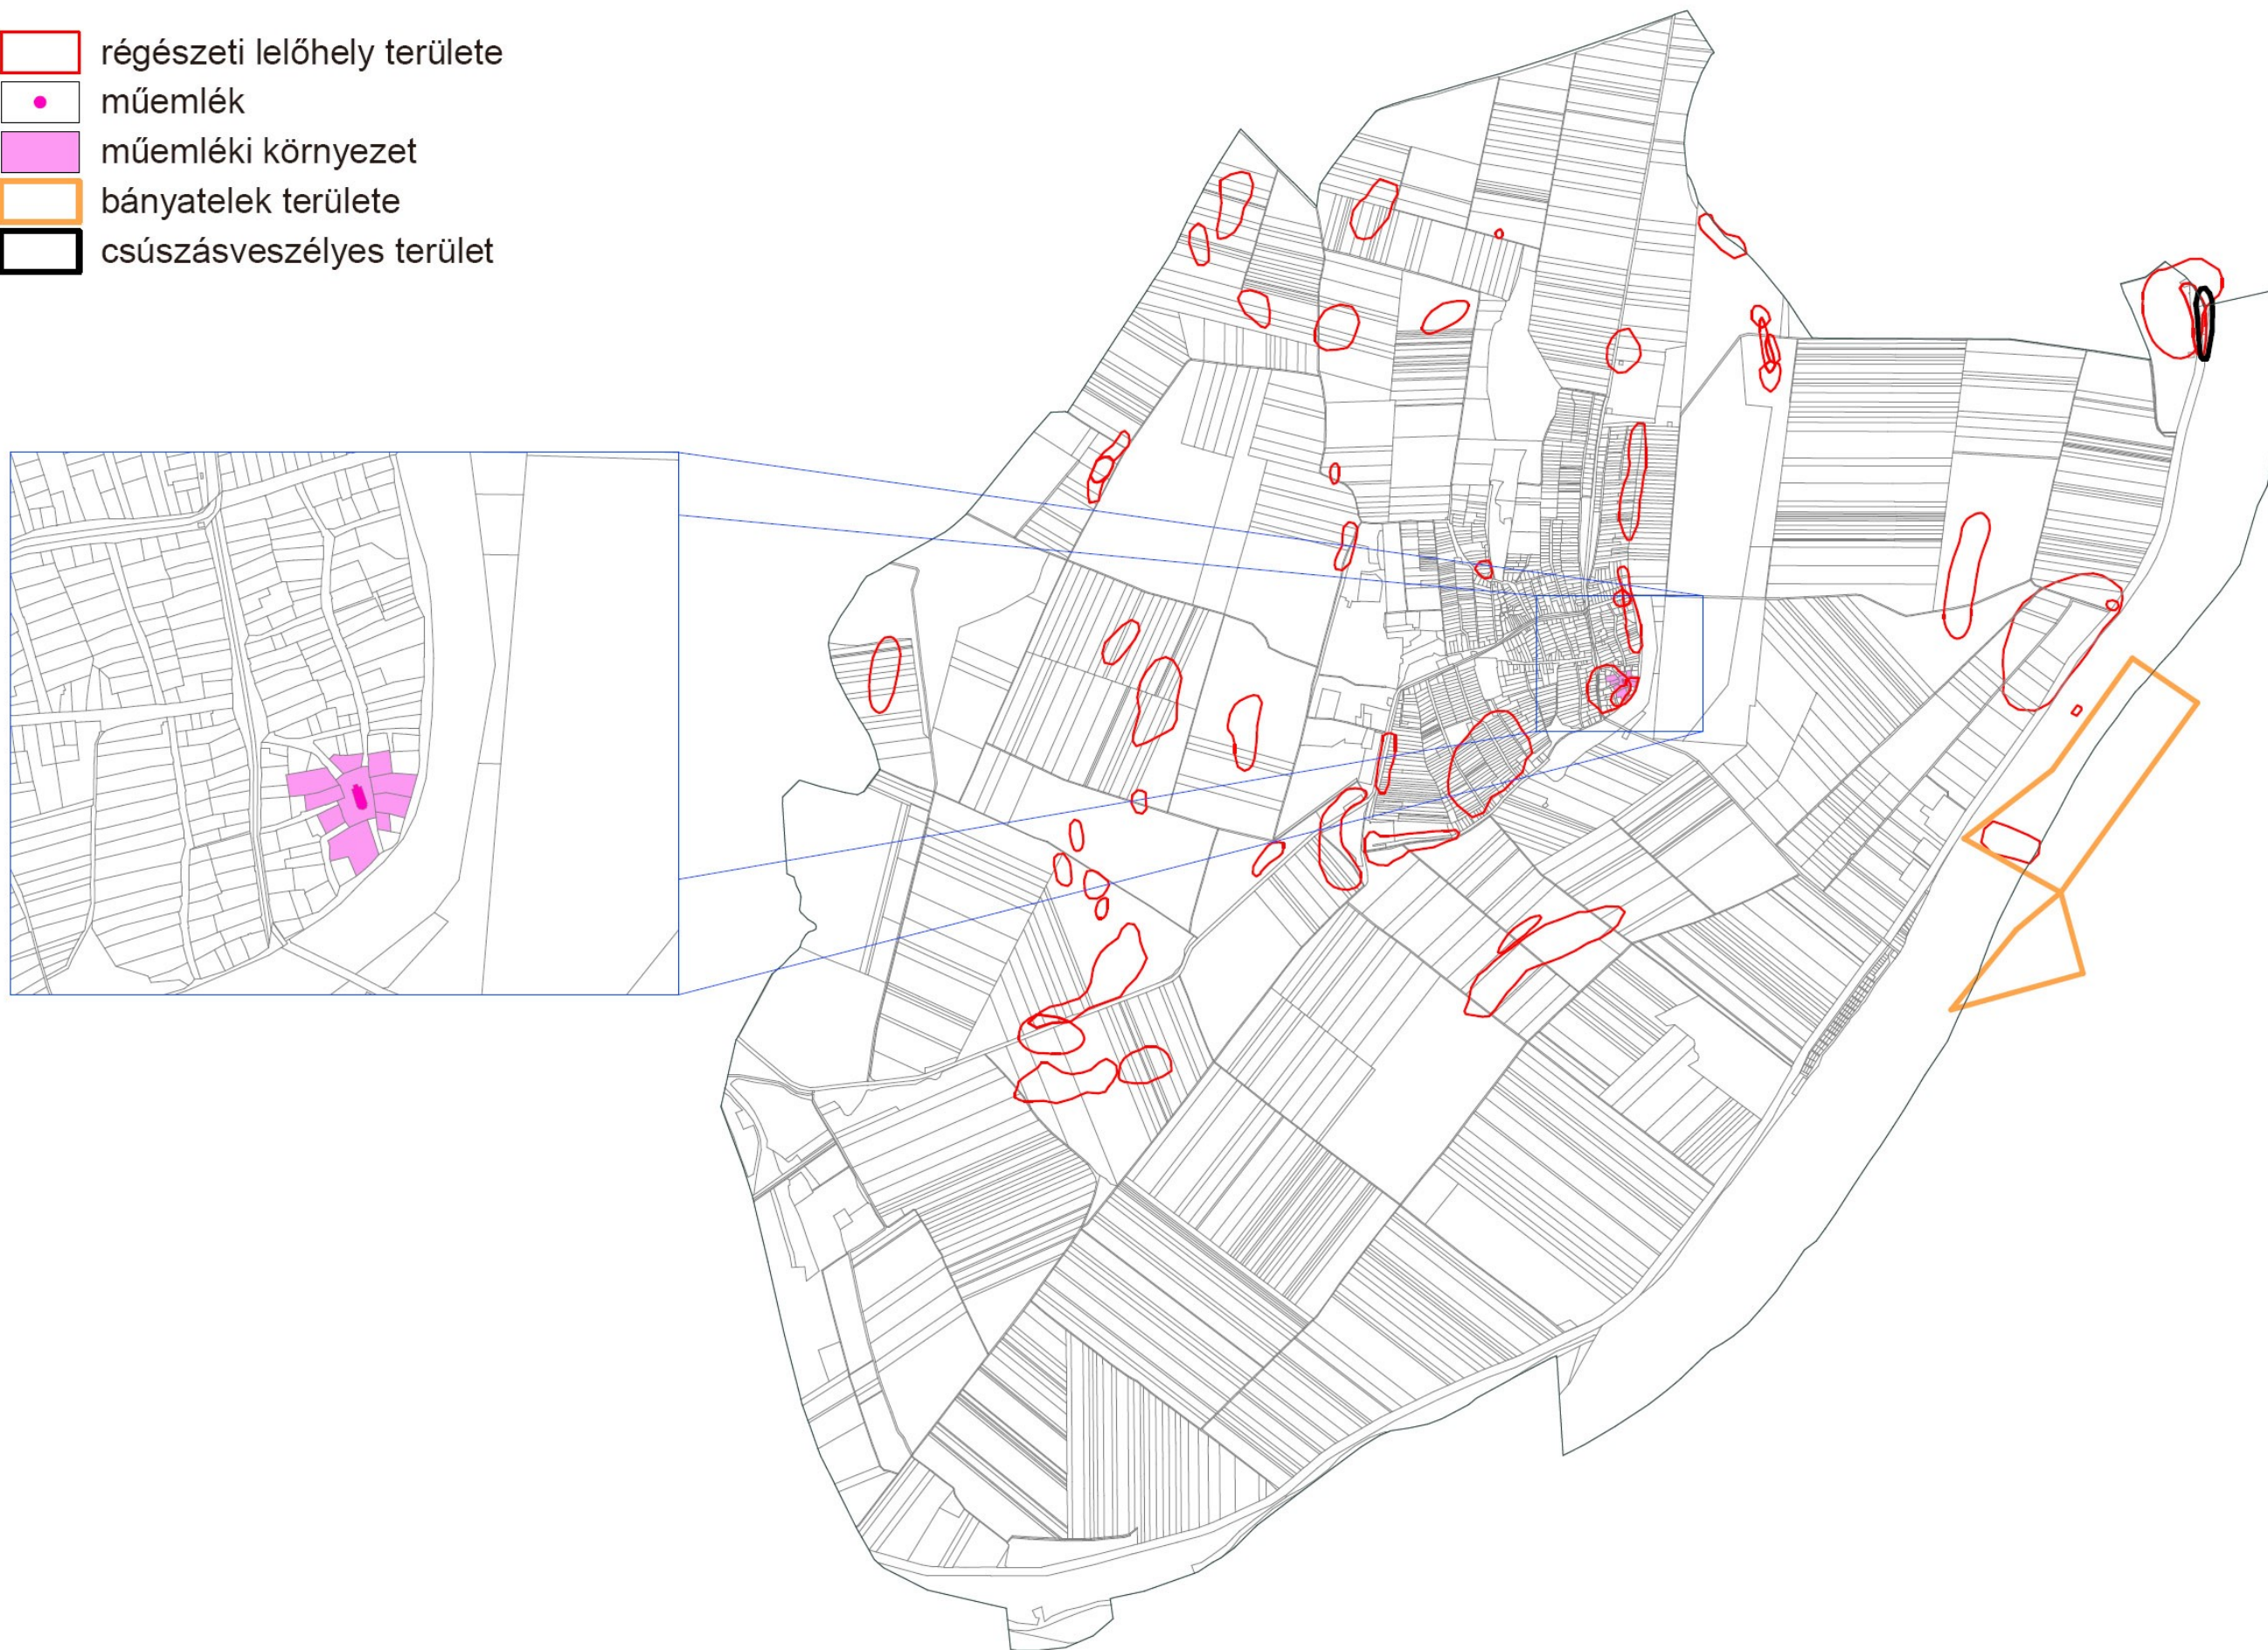 régészeti lelőhely területe
műemlék
műemléki környezet
bányatelek területe
csúszásveszélyes terület